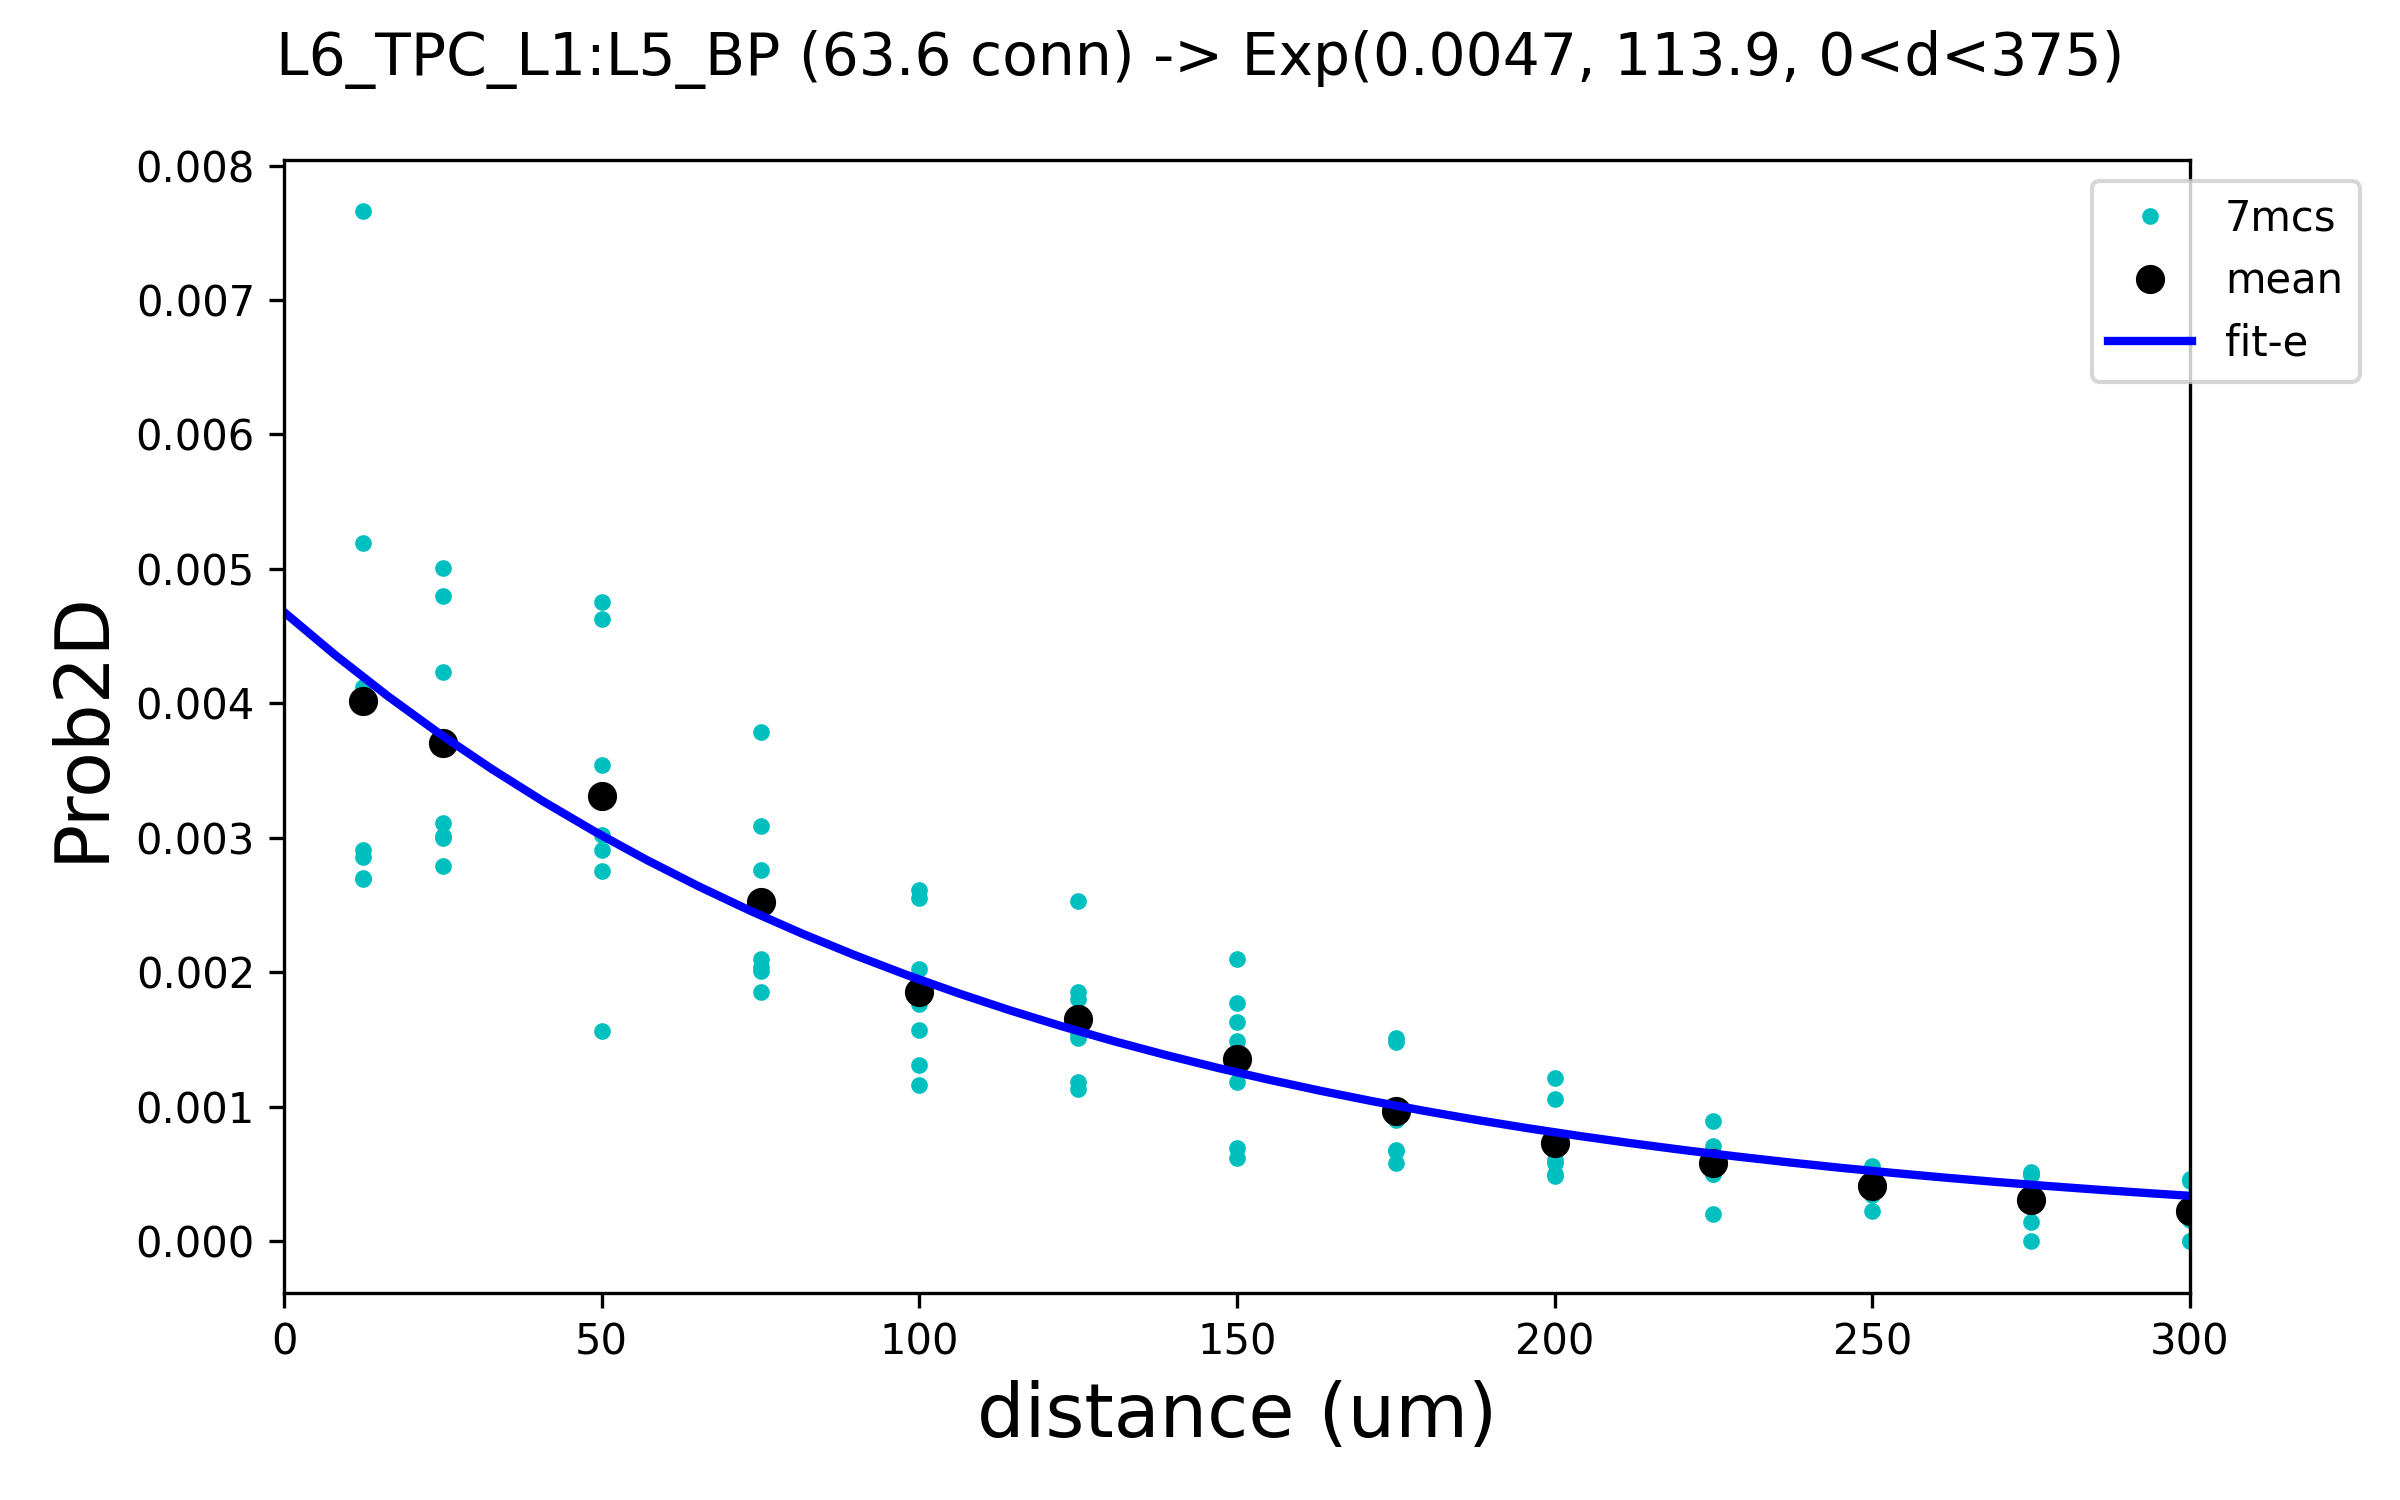 L6_TPC_L1:L5_BP (63.6 conn) -> Exp(0.0047, 113.9, 0<d<375)
0.008
0.007
0.006
0.005
0.004
0.003
0.002
0.001
0.000
Prob2D
7mcs
mean
fit-e
0 50 100 150 200 250 300
distance (um)